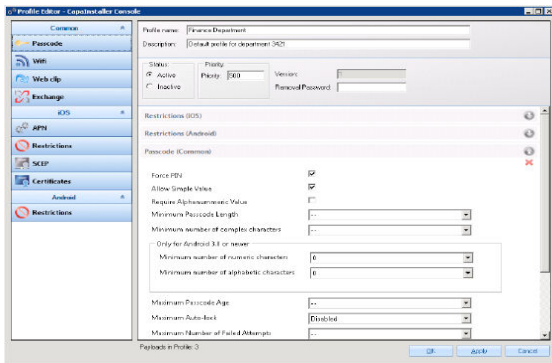 Profile Editor - CapaInstaller Console
Common
Passcode
Wifi
Web clip
Exchange
iOS
APN
Restrictions
SCEP
Certificates
Android
Restrictions
Profile name: Finance Department
Description: Default profile for department 3421
Status:
Active
Inactive
Priority:
Priority: 500
Version: 1
Removal Password:
Restrictions (iOS)
Restrictions (Android)
Passcode (Common)
Force PIN
Allow Simple Value
Require Alphanumeric Value
Minimum Passcode Length --
Minimum number of complex characters --
Only for Android 3.0 or newer
Minimum number of numeric characters 0
Minimum number of alphabetic characters 0
Maximum Passcode Age --
Maximum Auto-lock Disabled
Maximum Number of Failed Attempts --
Payloads in Profile: 3
OK Apply Cancel